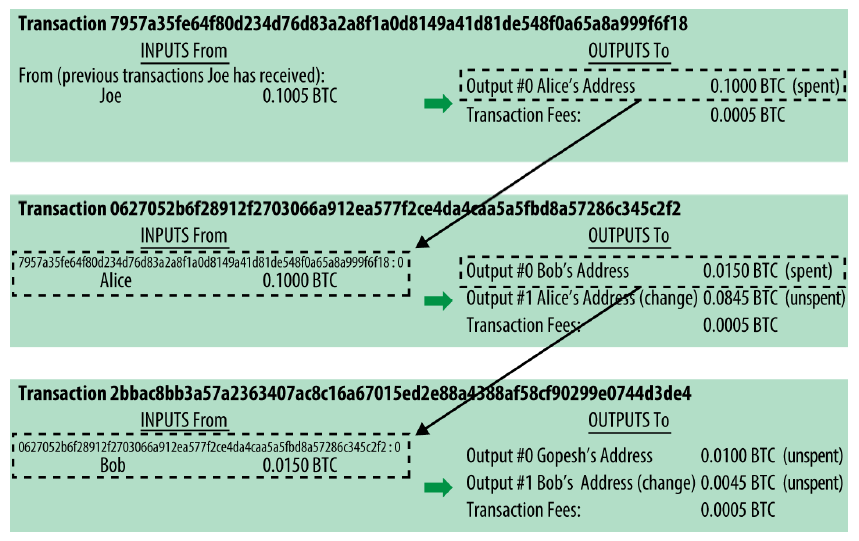 Transaction 7957a35fe64f80d234d76d83a2a8f1a0d8149a41d81de548f0a65a8a999f6f18
INPUTS From
OUTPUTS To
From (previous transactions Joe has received):
Joe 0.1005 BTC
Output #0 Alice's Address 0.1000 BTC (spent)
Transaction Fees: 0.0005 BTC
Transaction 0627052b6f28912f2703066a912ea577f2ce4da4caa5a5fbd8a57286c345c2f2
INPUTS From
OUTPUTS To
7957a35fe64f80d234d76d83a2a8f1a0d8149a41d81de548f0a65a8a999f6f18 : 0
Alice 0.1000 BTC
Output #0 Bob's Address 0.0150 BTC (spent)
Output #1 Alice's Address (change) 0.0845 BTC (unspent)
Transaction Fees: 0.0005 BTC
Transaction 2bbac8bb3a57a2363407ac8c16a67015ed2e88a4388af58cf90299e0744d3de4
INPUTS From
OUTPUTS To
0627052b6f28912f2703066a912ea577f2ce4da4caa5a5fbd8a57286c345c2f2 : 0
Bob 0.0150 BTC
Output #0 Gopesh's Address 0.0100 BTC (unspent)
Output #1 Bob's Address (change) 0.0045 BTC (unspent)
Transaction Fees: 0.0005 BTC